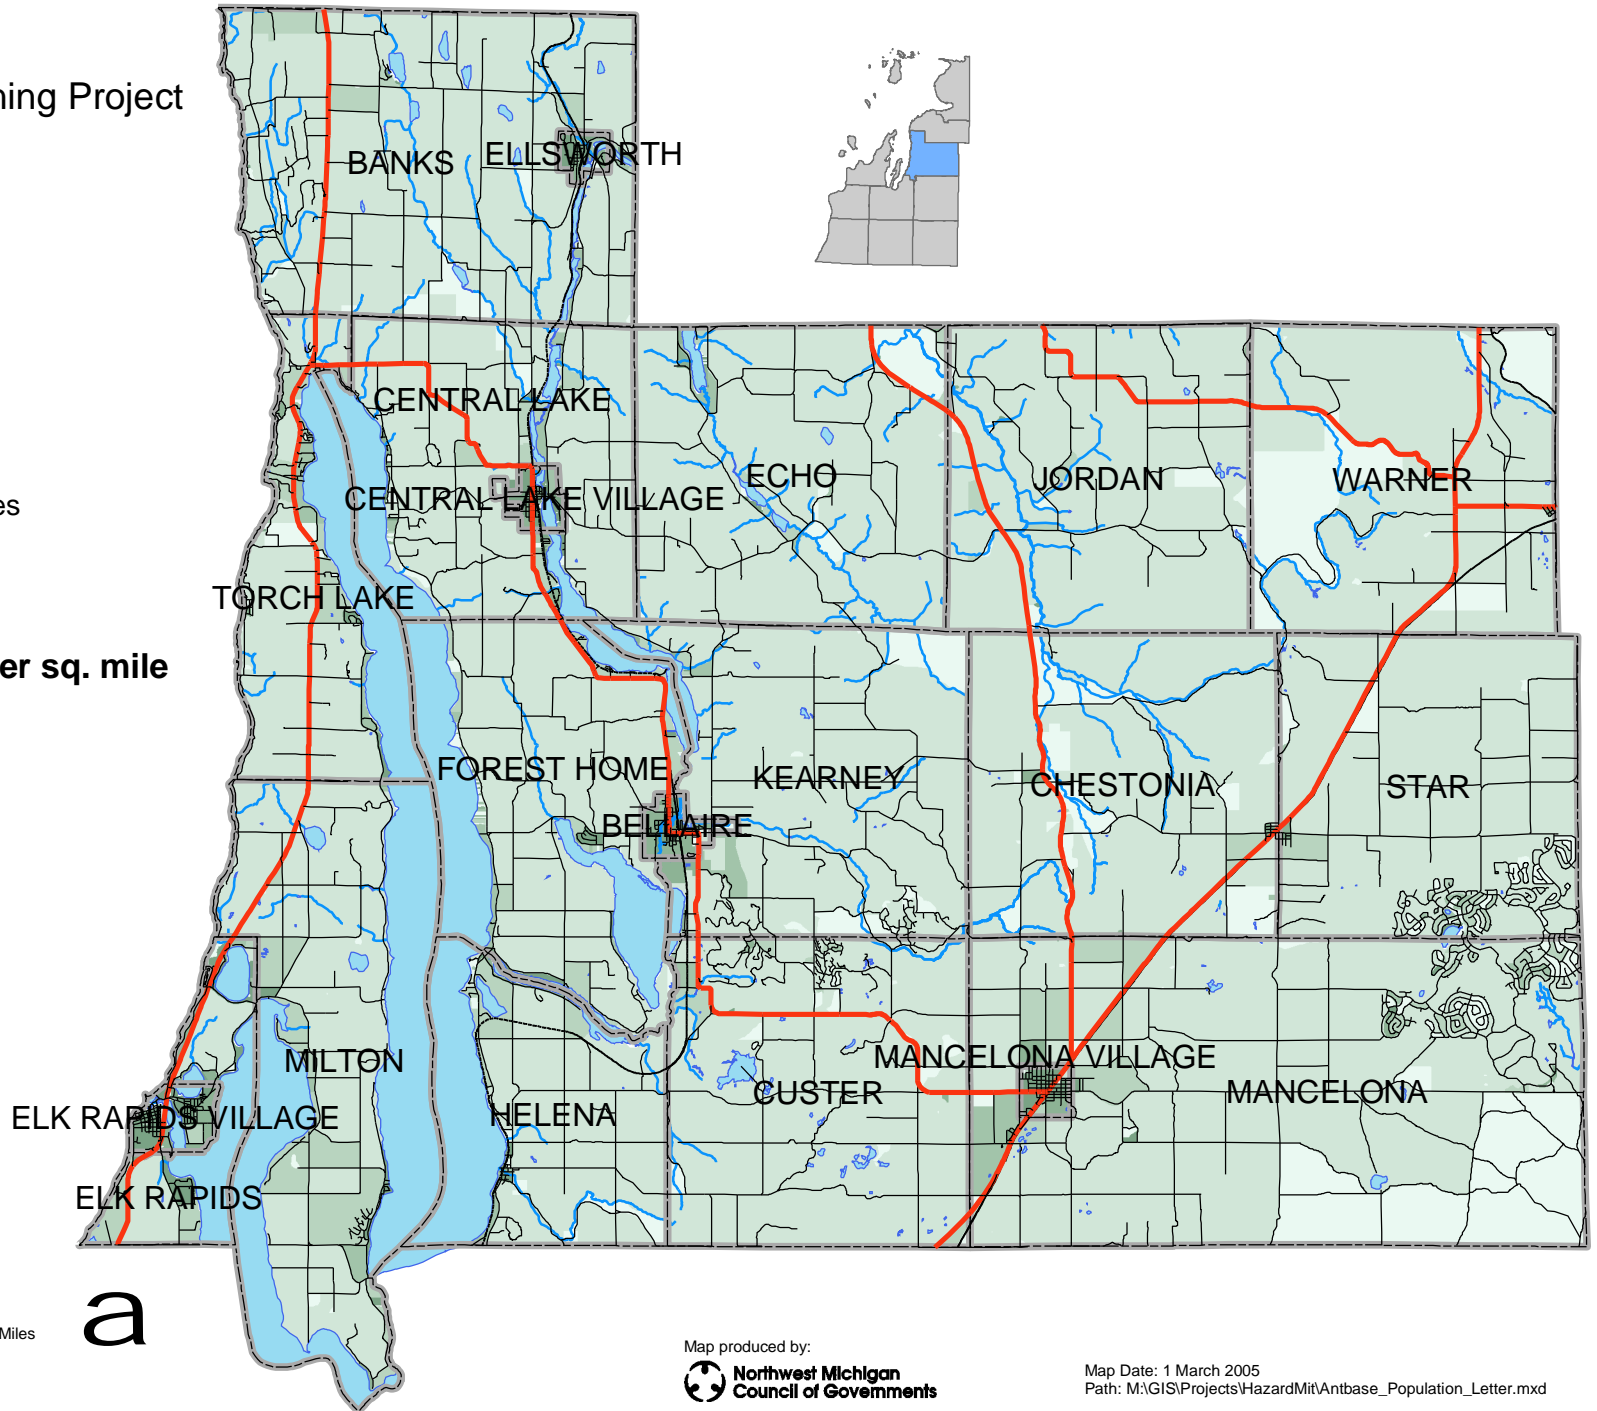 ning Project
BANKS
ELLSWORTH
CENTRAL LAKE
ECHO
JORDAN
WARNER
CENTRAL LAKE VILLAGE
es
TORCH LAKE
er sq. mile
FOREST HOME
KEARNEY
CHESTONIA
STAR
BELLAIRE
MILTON
MANCELONA VILLAGE
CUSTER
MANCELONA
ELK RAPIDS VILLAGE
HELENA
ELK RAPIDS
a
Miles
Map produced by:
Northwest Michigan
Council of Governments
Map Date: 1 March 2005
Path: M:\GIS\Projects\HazardMit\Antbase_Population_Letter.mxd